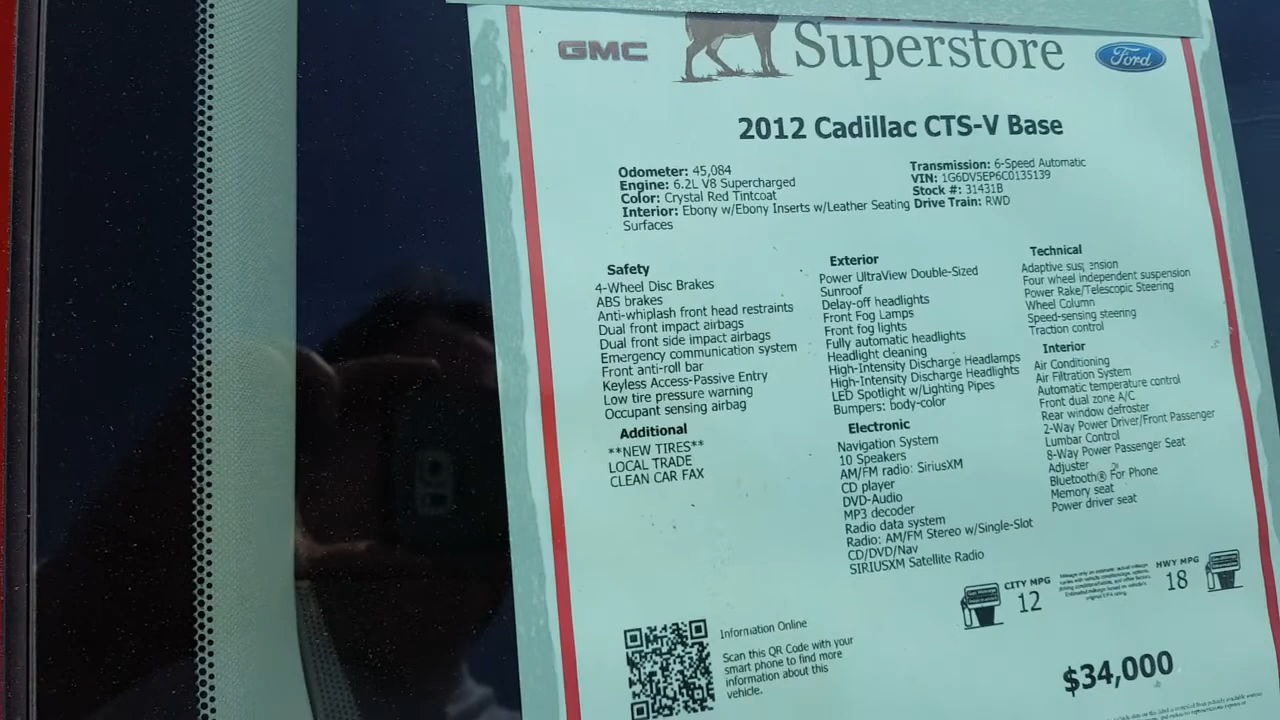 GMC
Superstore
Ford
2012 Cadillac CTS-V Base
Odometer: 45,084
Engine: 6.2L V8 Supercharged
Color: Crystal Red Tintcoat
Interior: Ebony w/Ebony Inserts w/Leather Seating
Surfaces
Transmission: 6-Speed Automatic
VIN: 1G6DV5EP6C0135139
Stock #: 31431B
Drive Train: RWD
Safety
4-Wheel Disc Brakes
ABS brakes
Anti-whiplash front head restraints
Dual front impact airbags
Dual front side impact airbags
Emergency communication system
Front anti-roll bar
Keyless Access-Passive Entry
Low tire pressure warning
Occupant sensing airbag
Additional
**NEW TIRES**
LOCAL TRADE
CLEAN CAR FAX
Exterior
Power UltraView Double-Sized
Sunroof
Delay-off headlights
Front Fog Lamps
Front fog lights
Fully automatic headlights
Headlight cleaning
High-Intensity Discharge Headlamps
High-Intensity Discharge Headlights
LED Spotlight w/Lighting Pipes
Bumpers: body-color
Electronic
Navigation System
10 Speakers
AM/FM radio: SiriusXM
CD player
DVD-Audio
MP3 decoder
Radio data system
Radio: AM/FM Stereo w/Single-Slot
CD/DVD/Nav
SIRIUSXM Satellite Radio
Technical
Adaptive suspension
Four wheel independent suspension
Power Rake/Telescopic Steering
Wheel Column
Speed-sensing steering
Traction control
Interior
Air Conditioning
Air Filtration System
Automatic temperature control
Front dual zone A/C
Rear window defroster
2-Way Power Driver/Front Passenger
Lumbar Control
8-Way Power Passenger Seat
Adjuster
Bluetooth® For Phone
Memory seat
Power driver seat
CITY MPG
12
HWY MPG
18
Information Online
Scan this QR Code with your
smart phone to find more
information about this
vehicle.
$34,000